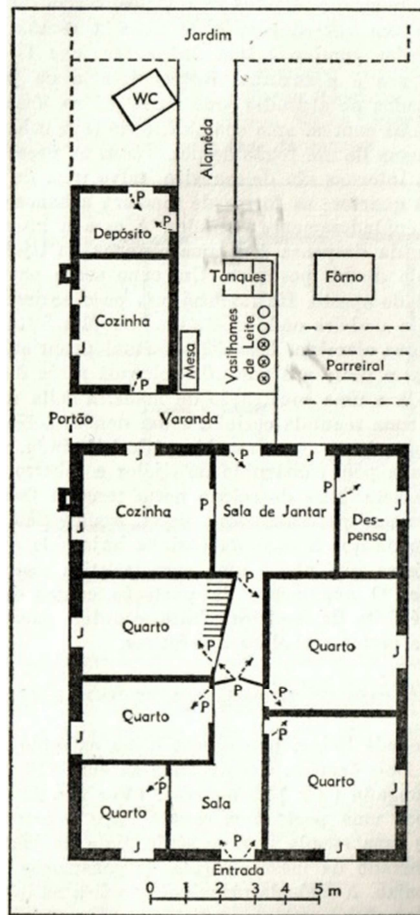 Jardim
WC
Alameda
P
Depósito
P
Tanques
Fôrno
J
Cozinha
Mesa
Vasilhames de Leite
Parreiral
J
P
Portão
Varanda
J
P
J
J
P
Cozinha
P
Sala de Jantar
Des-
pensa
J
P
J
Quarto
P
Quarto
J
P
P
P
Quarto
P
J
Quarto
J
P
Sala
Quarto
J
P
J
Entrada
0 1 2 3 4 5 m